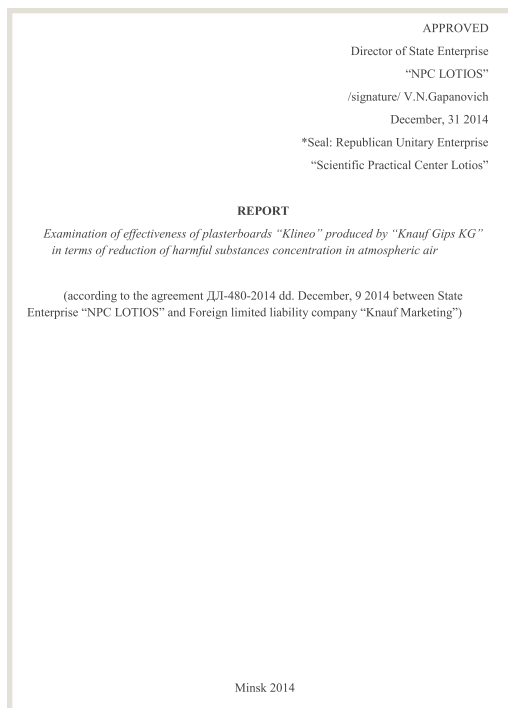 APPROVED
Director of State Enterprise
“NPC LOTIOS”
/signature/ V.N.Gapanovich
December, 31 2014
*Seal: Republican Unitary Enterprise
“Scientific Practical Center Lotios”
REPORT
Examination of effectiveness of plasterboards “Klineo” produced by “Knauf Gips KG”
in terms of reduction of harmful substances concentration in atmospheric air
(according to the agreement ДЛ-480-2014 dd. December, 9 2014 between State
Enterprise “NPC LOTIOS” and Foreign limited liability company “Knauf Marketing”)
Minsk 2014